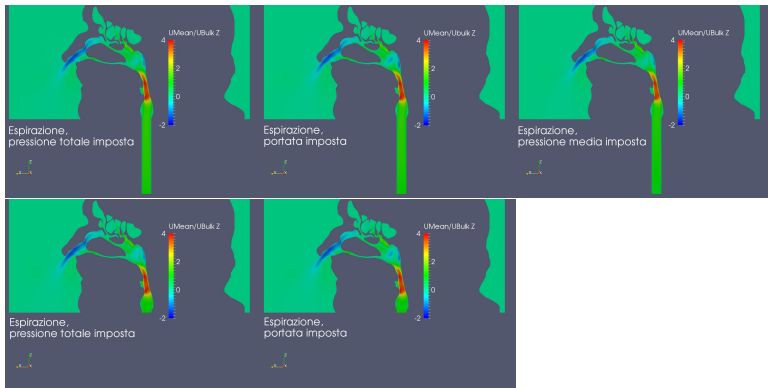 UMean/UBulk Z
4
2
0
-2
Espirazione,
pressione totale imposta
z
x
UMean/UBulk Z
4
2
0
-2
Espirazione,
portata imposta
z
x
UMean/UBulk Z
4
2
0
-2
Espirazione,
pressione media imposta
z
x
UMean/UBulk Z
4
2
0
-2
Espirazione,
pressione totale imposta
z
x
UMean/UBulk Z
4
2
0
-2
Espirazione,
portata imposta
z
x